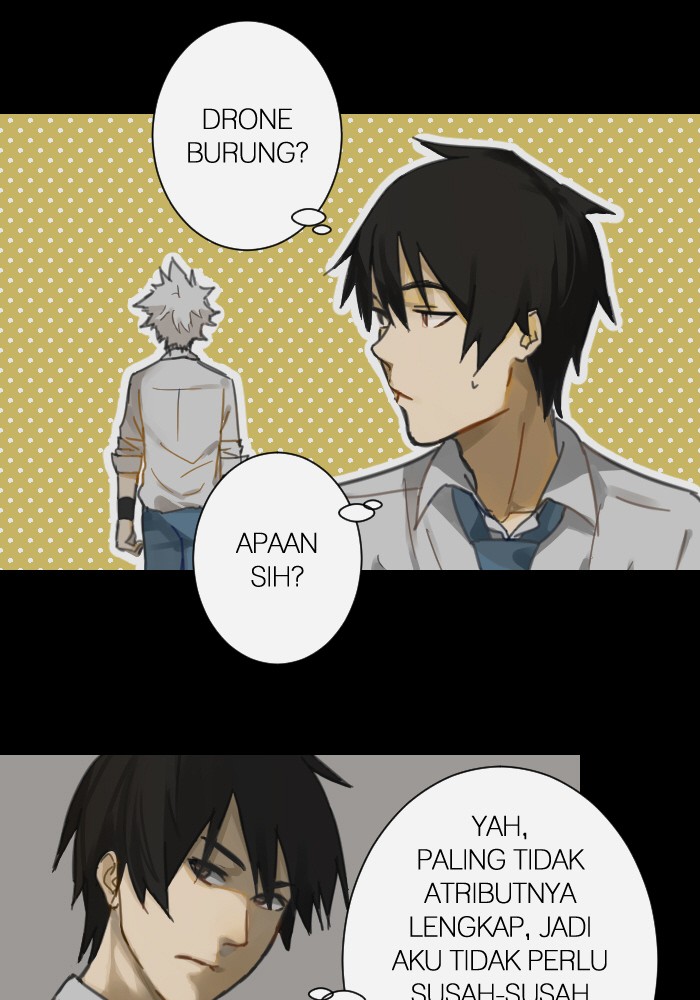 DRONE
BURUNG?
APAAN
SIH?
YAH,
PALING TIDAK
ATRIBUTNYA
LENGKAP, JADI
AKU TIDAK PERLU
SUSAH-SUSAH